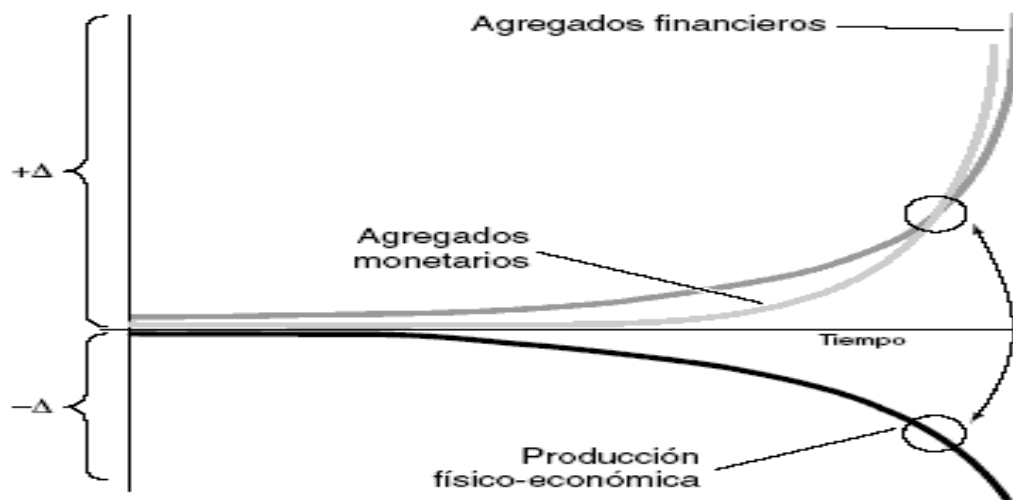 Agregados financieros
+Δ
Agregados
monetarios
Tiempo
−Δ
Producción
físico-económica